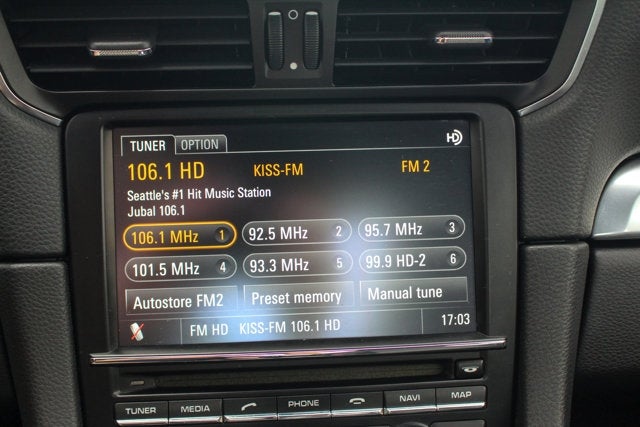 TUNER OPTION HD
106.1 HD KISS-FM FM 2
Seattle's #1 Hit Music Station
Jubal 106.1
106.1 MHz 1 92.5 MHz 2 95.7 MHz 3
101.5 MHz 4 93.3 MHz 5 99.9 HD-2 6
Autostore FM2 Preset memory Manual tune
FM HD KISS-FM 106.1 HD 17:03
TUNER MEDIA PHONE NAVI MAP